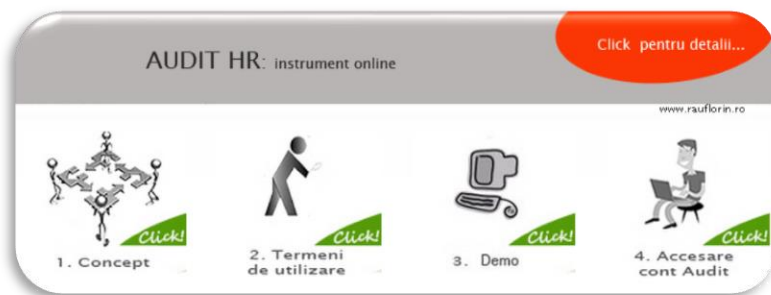 AUDIT HR: instrument online
Click pentru detalii...
www.rauflorin.ro
Click!
1. Concept
Click!
2. Termeni
de utilizare
Click!
3. Demo
Click!
4. Accesare
cont Audit